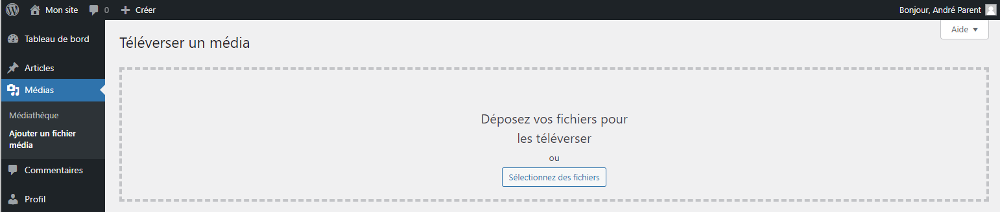 Mon site 0 Créer Bonjour, André Parent
Aide
Tableau de bord
Articles
Médias
Médiathèque
Ajouter un fichier
média
Commentaires
Profil
Téléverser un média
Déposez vos fichiers pour
les téléverser
ou
Sélectionnez des fichiers